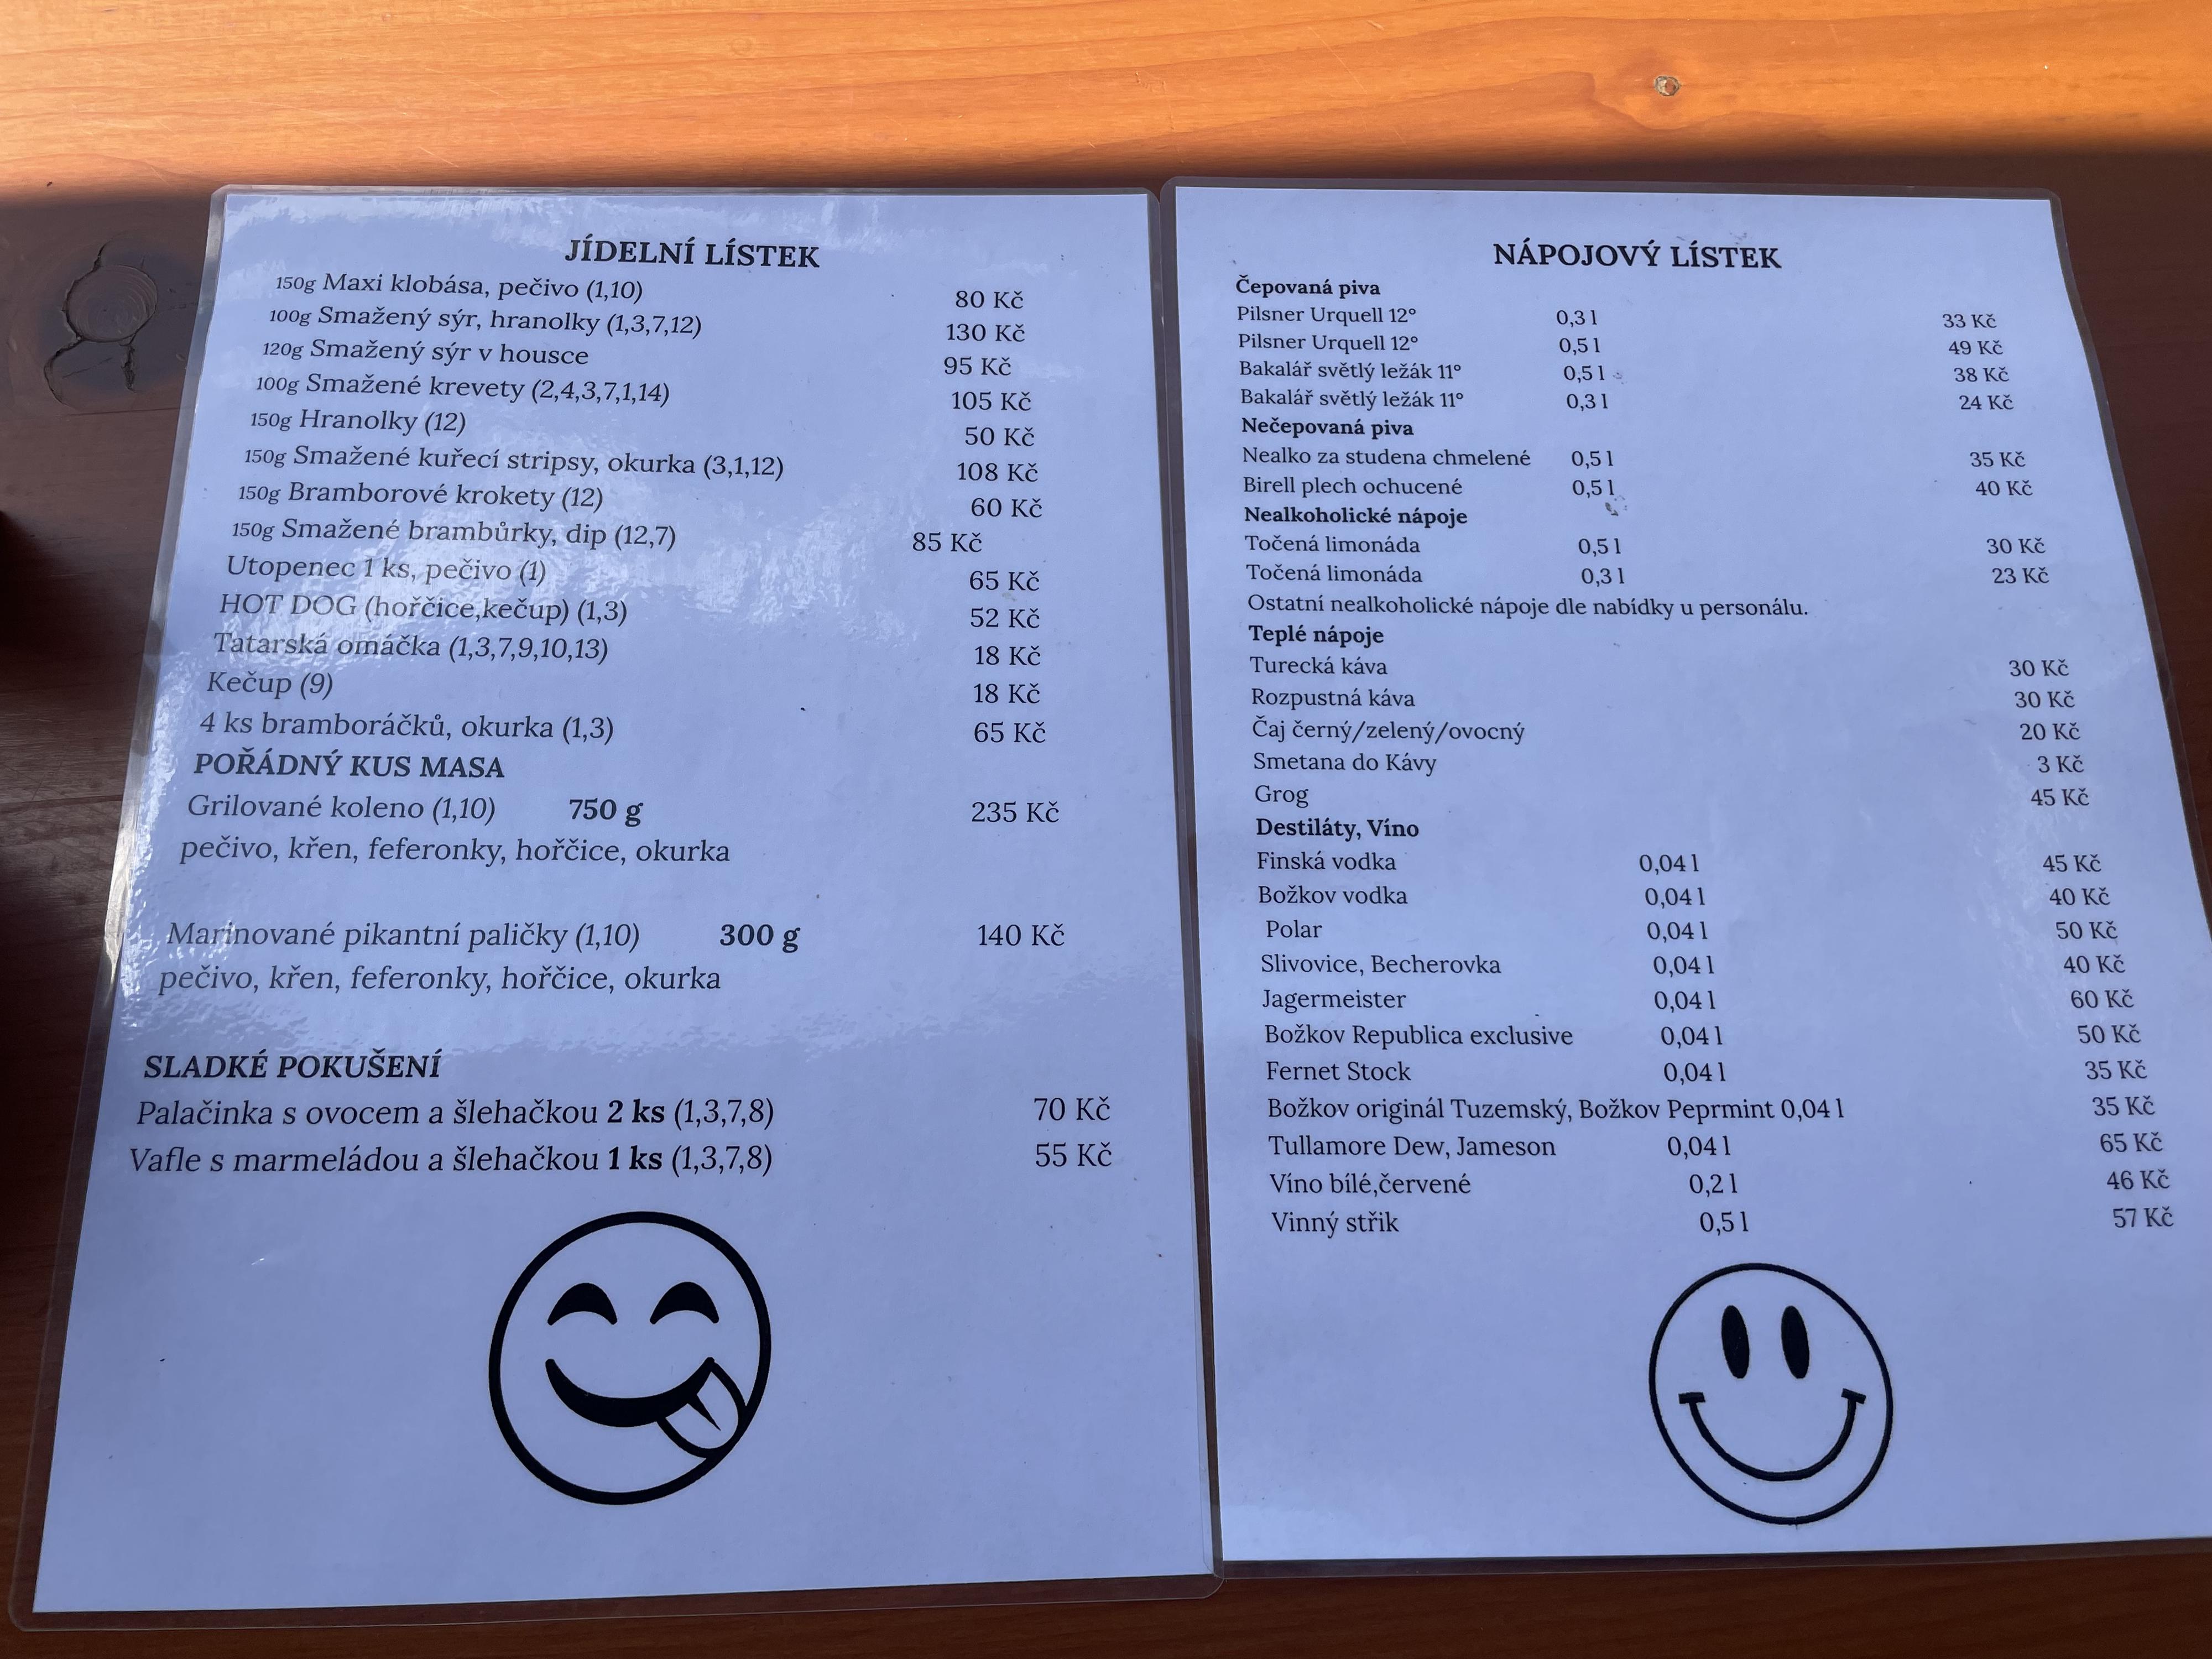 JÍDELNÍ LÍSTEK
150g Maxi klobása, pečivo (1,10) 80 Kč
100g Smažený sýr, hranolky (1,3,7,12) 130 Kč
120g Smažený sýr v housce 95 Kč
100g Smažené krevety (2,4,3,7,1,14) 105 Kč
150g Hranolky (12) 50 Kč
150g Smažené kuřecí stripsy, okurka (3,1,12) 108 Kč
150g Bramborové krokety (12) 60 Kč
150g Smažené brambůrky, dip (12,7) 85 Kč
Utopenec 1 ks, pečivo (1) 65 Kč
HOT DOG (hořčice,kečup) (1,3) 52 Kč
Tatarská omáčka (1,3,7,9,10,13) 18 Kč
Kečup (9) 18 Kč
4 ks bramboráčků, okurka (1,3) 65 Kč
POŘÁDNÝ KUS MASA
Grilované koleno (1,10) 750 g 235 Kč
pečivo, křen, feferonky, hořčice, okurka
Marinované pikantní paličky (1,10) 300 g 140 Kč
pečivo, křen, feferonky, hořčice, okurka
SLADKÉ POKUŠENÍ
Palačinka s ovocem a šlehačkou 2 ks (1,3,7,8) 70 Kč
Vafle s marmeládou a šlehačkou 1 ks (1,3,7,8) 55 Kč
NÁPOJOVÝ LÍSTEK
Čepovaná piva
Pilsner Urquell 12° 0,3 l 33 Kč
Pilsner Urquell 12° 0,5 l 49 Kč
Bakalář světlý ležák 11° 0,5 l 38 Kč
Bakalář světlý ležák 11° 0,3 l 24 Kč
Nečepovaná piva
Nealko za studena chmelené 0,5 l 35 Kč
Birell plech ochucené 0,5 l 40 Kč
Nealkoholické nápoje
Točená limonáda 0,5 l 30 Kč
Točená limonáda 0,3 l 23 Kč
Ostatní nealkoholické nápoje dle nabídky u personálu.
Teplé nápoje
Turecká káva 30 Kč
Rozpustná káva 30 Kč
Čaj černý/zelený/ovocný 20 Kč
Smetana do Kávy 3 Kč
Grog 45 Kč
Destiláty, Víno
Finská vodka 0,04 l 45 Kč
Božkov vodka 0,04 l 40 Kč
Polar 0,04 l 50 Kč
Slivovice, Becherovka 0,04 l 40 Kč
Jagermeister 0,04 l 60 Kč
Božkov Republica exclusive 0,04 l 50 Kč
Fernet Stock 0,04 l 35 Kč
Božkov originál Tuzemský, Božkov Peprmint 0,04 l 35 Kč
Tullamore Dew, Jameson 0,04 l 65 Kč
Víno bílé,červené 0,2 l 46 Kč
Vinný střik 0,5 l 57 Kč